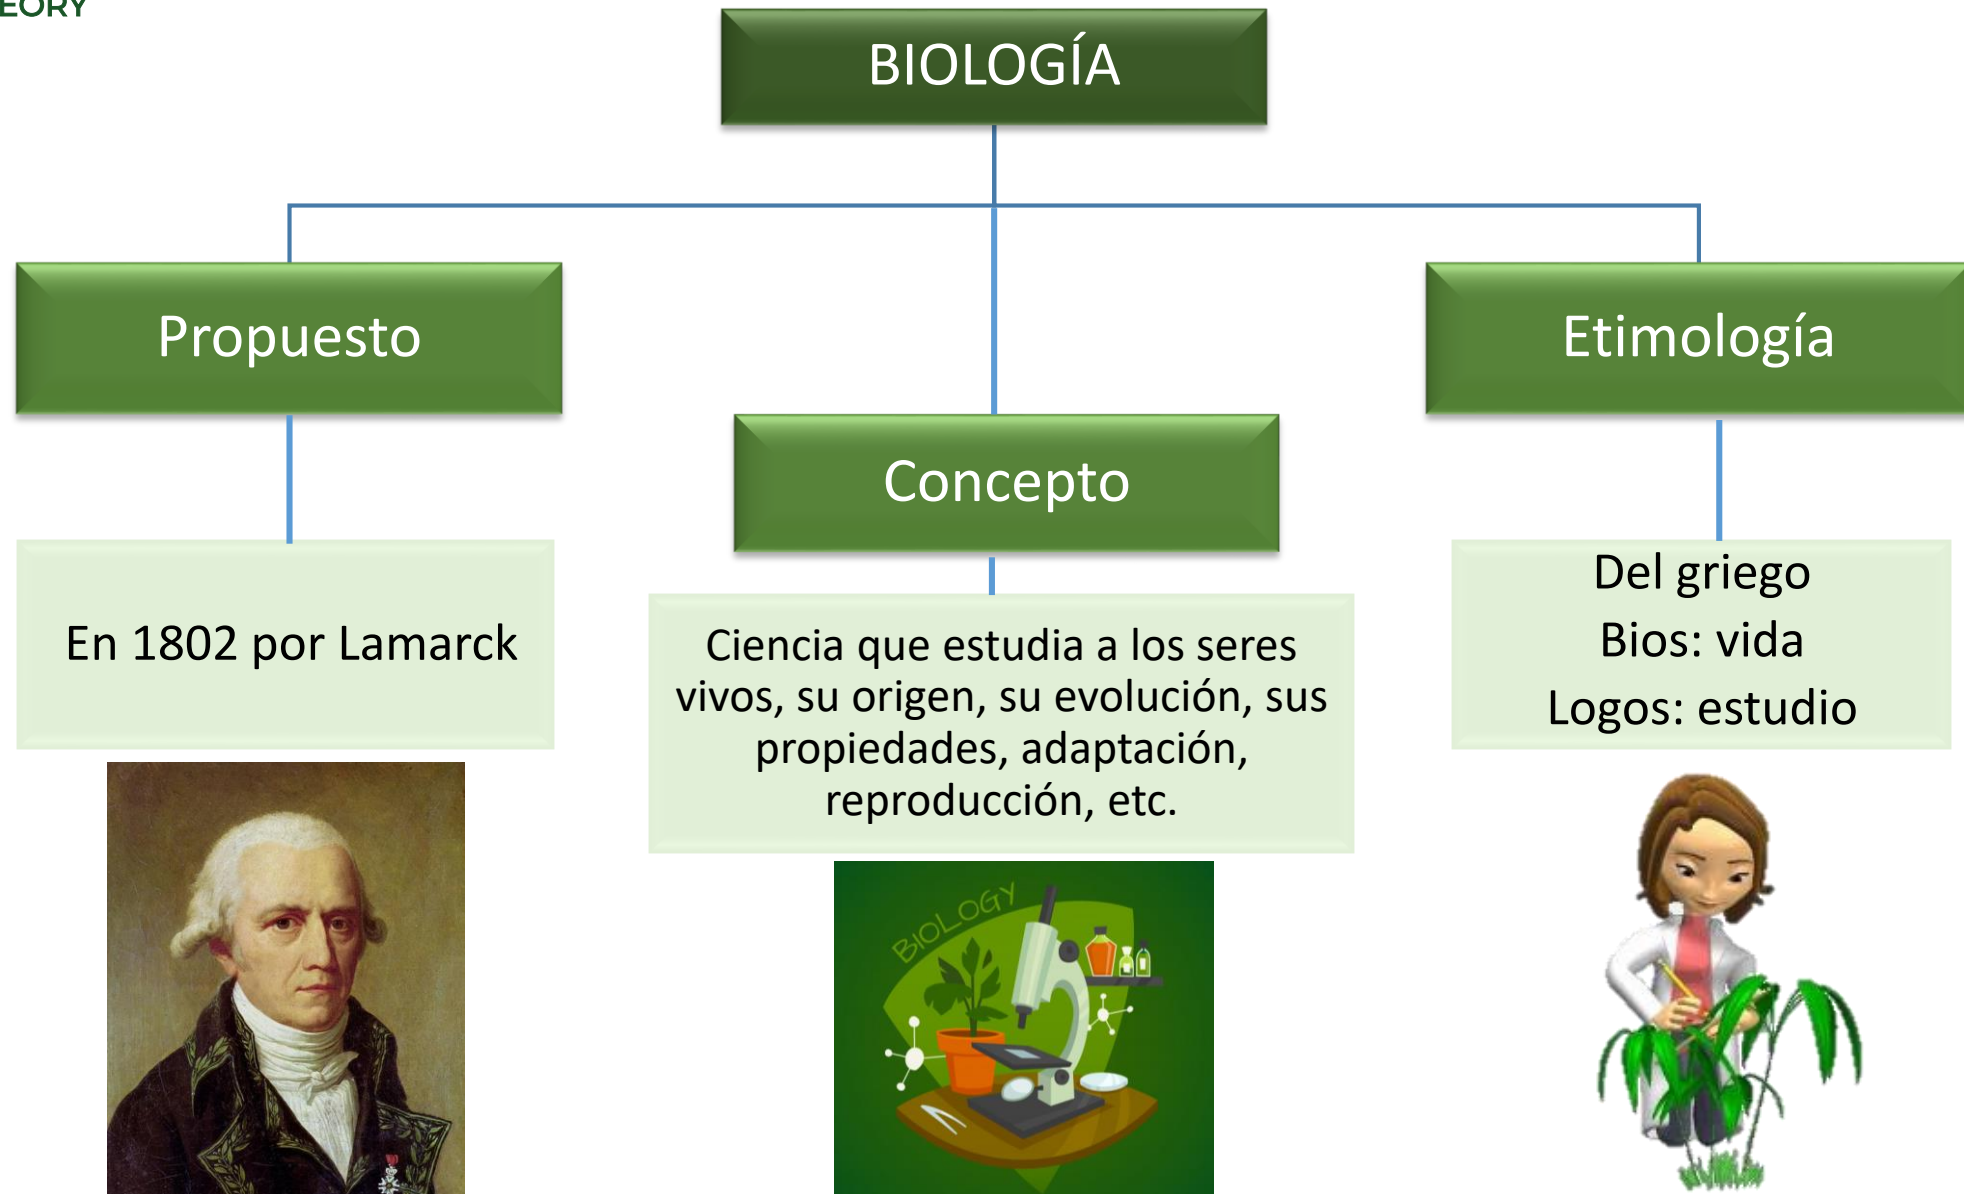 EORY
BIOLOGÍA
Propuesto
Etimología
Concepto
En 1802 por Lamarck
Ciencia que estudia a los seres
vivos, su origen, su evolución, sus
propiedades, adaptación,
reproducción, etc.
Del griego
Bios: vida
Logos: estudio
BIOLOGY